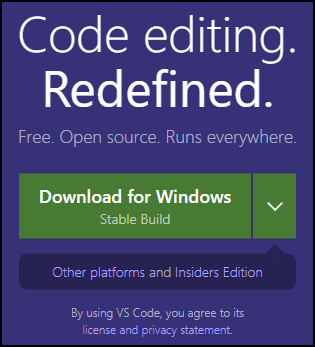 Code editing.
Redefined.
Free. Open source. Runs everywhere.
Download for Windows
Stable Build
Other platforms and Insiders Edition
By using VS Code, you agree to its
license and privacy statement.